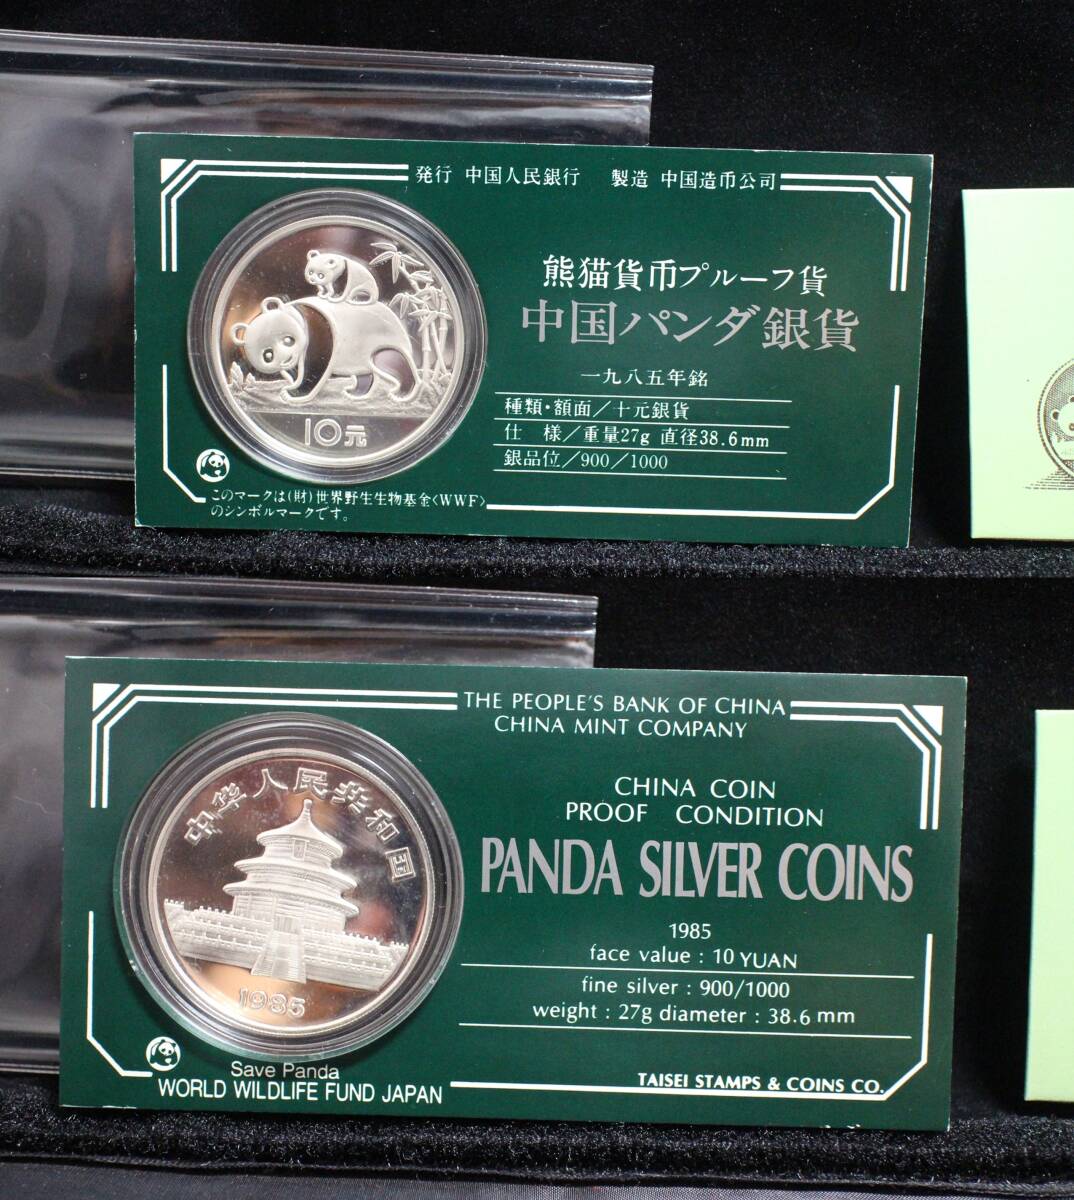 発行 中国人民銀行 製造 中国造币公司
熊猫貨币プルーフ貨
中国パンダ銀貨
一九八五年銘
種類・額面／十元銀貨
仕 様／重量27g 直径38.6mm
銀品位／900／1000
10元
このマークは(財)世界野生生物基金〈WWF〉
のシンボルマークです。
THE PEOPLE'S BANK OF CHINA
CHINA MINT COMPANY
CHINA COIN
PROOF CONDITION
PANDA SILVER COINS
1985
face value : 10 YUAN
fine silver : 900/1000
weight : 27g diameter : 38.6 mm
中华人民共和国
1985
Save Panda
WORLD WILDLIFE FUND JAPAN
TAISEI STAMPS & COINS CO.